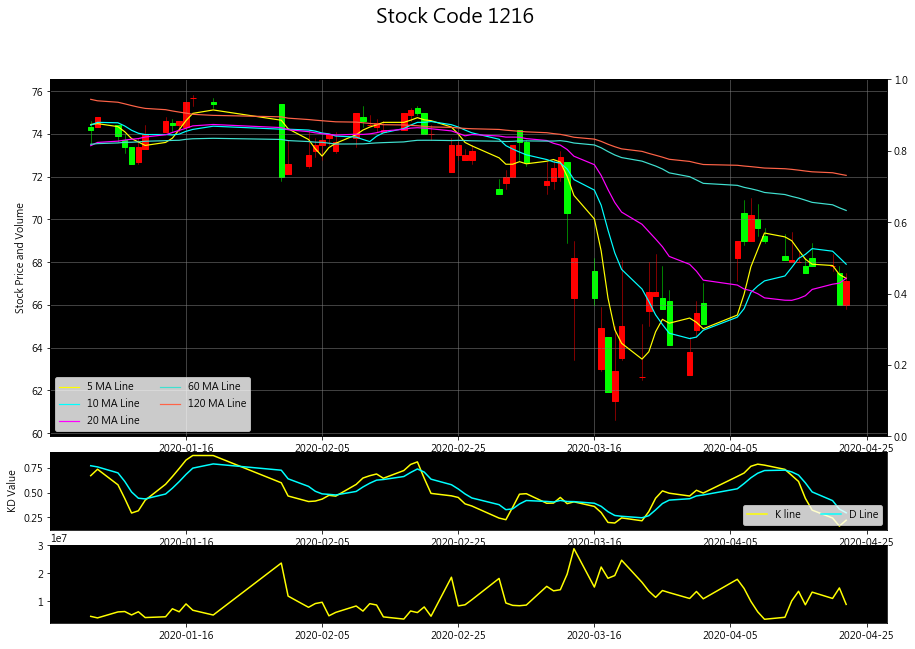 Stock Code 1216
76
74
72
70
68
66
64
62
60
Stock Price and Volume
1.0
0.8
0.6
0.4
0.2
0.0
5 MA Line
10 MA Line
20 MA Line
60 MA Line
120 MA Line
2020-01-16 2020-02-05 2020-02-25 2020-03-16 2020-04-05 2020-04-25
KD Value
0.75
0.50
0.25
K line D Line
2020-01-16 2020-02-05 2020-02-25 2020-03-16 2020-04-05 2020-04-25
1e7
3
2
1
2020-01-16 2020-02-05 2020-02-25 2020-03-16 2020-04-05 2020-04-25